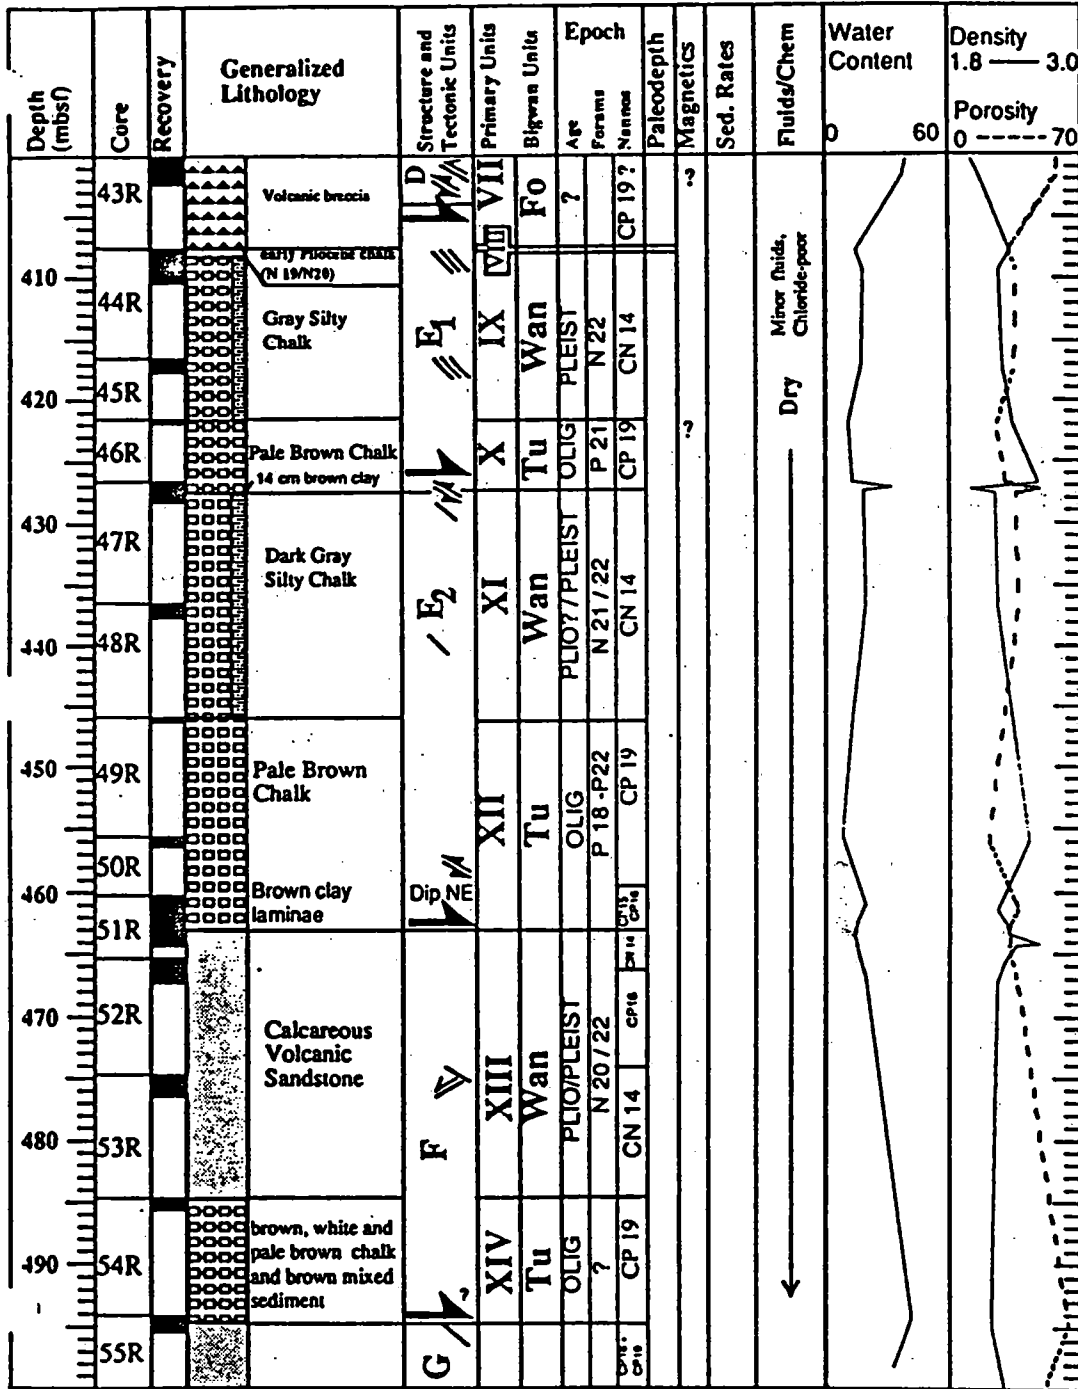 Depth (mbsf)
Core
Recovery
Generalized
Lithology
Structure and
Tectonic Units
Primary Units
Bigwan Units
Epoch
Age
Forams
Nannos
Paleodepth
Magnetics
Sed. Rates
Fluids/Chem
Water
Content
0 60
Density
1.8 3.0
Porosity
0 70
43R
Volcanic breccia
D
VII
Fo
?
CP 19 ?
?
VIII
early Pliocene chalk
(N 19/N20)
410
44R
Gray Silty
Chalk
E1
IX
Wan
PLEIST
N 22
CN 14
Minor fluids,
Chloride-poor
Dry
45R
420
46R
Pale Brown Chalk
14 cm brown clay
X
Tu
OLIG
P 21
CP 19
?
430
47R
Dark Gray
Silty Chalk
E2
XI
Wan
PLIO??/PLEIST
N 21/22
CN 14
48R
440
450
49R
Pale Brown
Chalk
XII
Tu
OLIG
P 18 -P22
CP 19
50R
460
Brown clay
laminae
Dip NE
CP16
51R
CN 14
470
52R
Calcareous
Volcanic
Sandstone
F
XIII
Wan
PLIO/PLEIST
N 20/22
CP16
CN 14
480
53R
490
54R
brown, white and
pale brown chalk
and brown mixed
sediment
?
XIV
Tu
OLIG
?
CP 19
55R
G